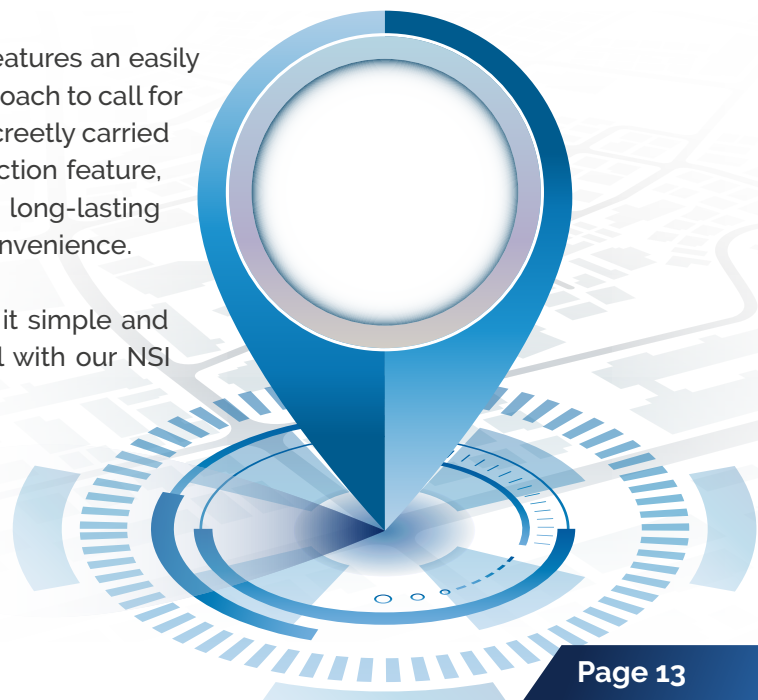 eatures an easily
oach to call for
creetly carried
ction feature,
long-lasting
nvenience.
it simple and
l with our NSI
Page 13